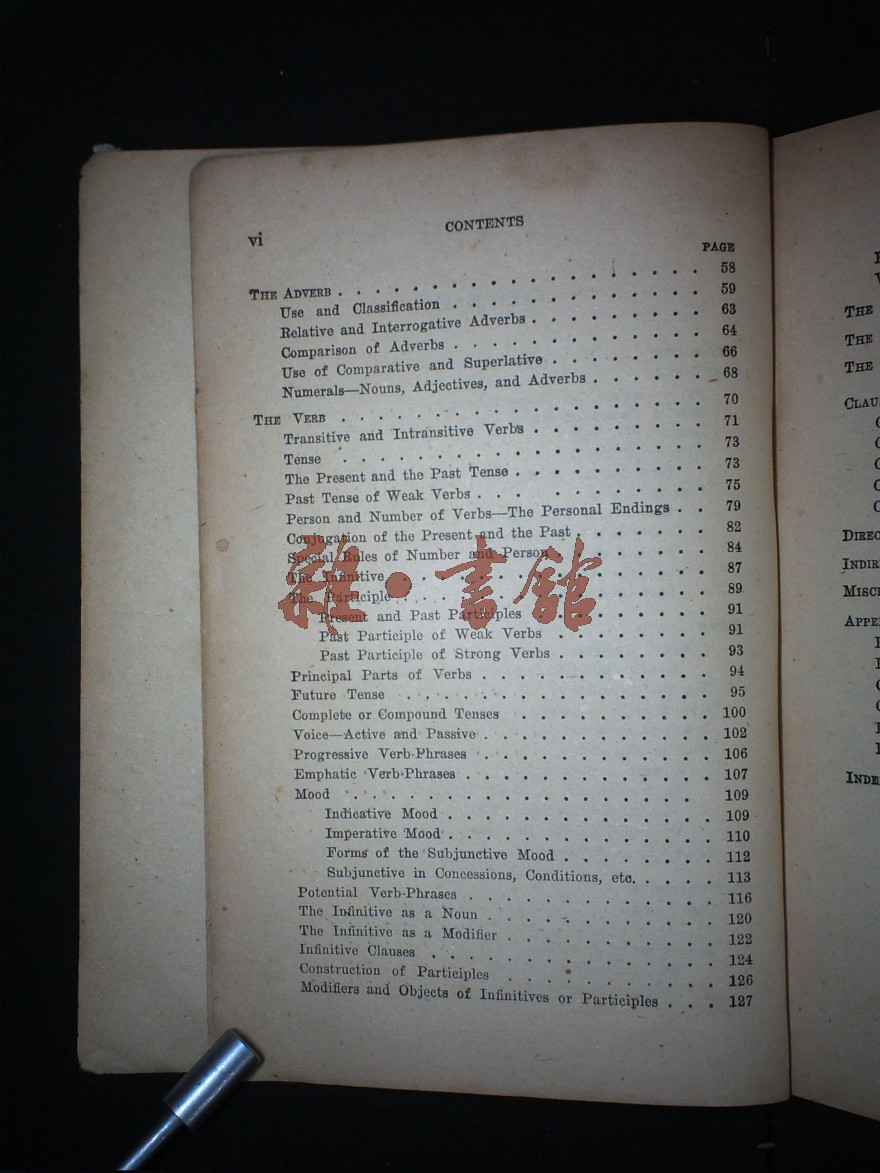 vi
CONTENTS
PAGE
THE ADVERB . . . . . . . . . . . . . . . . . . 58
Use and Classification . . . . . . . . . . . . . 59
Relative and Interrogative Adverbs . . . . . . . . . 63
Comparison of Adverbs . . . . . . . . . . . . . 64
Use of Comparative and Superlative . . . . . . . . 66
Numerals—Nouns, Adjectives, and Adverbs . . . . . . 68
THE VERB . . . . . . . . . . . . . . . . . . 70
Transitive and Intransitive Verbs . . . . . . . . . 71
Tense . . . . . . . . . . . . . . . . . . 73
The Present and the Past Tense . . . . . . . . . . 73
Past Tense of Weak Verbs . . . . . . . . . . . 75
Person and Number of Verbs—The Personal Endings . . 79
Conjugation of the Present and the Past . . . . . . . 82
Special Rules of Number and Person . . . . . . . . 84
The Infinitive . . . . . . . . . . . . . . . 87
The Participle . . . . . . . . . . . . . . . 89
Present and Past Participles . . . . . . . . . 91
Past Participle of Weak Verbs . . . . . . . . 91
Past Participle of Strong Verbs . . . . . . . . 93
Principal Parts of Verbs . . . . . . . . . . . . 94
Future Tense . . . . . . . . . . . . . . . . 95
Complete or Compound Tenses . . . . . . . . . . 100
Voice—Active and Passive . . . . . . . . . . . . 102
Progressive Verb-Phrases . . . . . . . . . . . . 106
Emphatic Verb-Phrases . . . . . . . . . . . . . 107
Mood . . . . . . . . . . . . . . . . . . 109
Indicative Mood . . . . . . . . . . . . . . 109
Imperative Mood . . . . . . . . . . . . . . 110
Forms of the Subjunctive Mood . . . . . . . . 112
Subjunctive in Concessions, Conditions, etc. . . . . 113
Potential Verb-Phrases . . . . . . . . . . . . . 116
The Infinitive as a Noun . . . . . . . . . . . . 120
The Infinitive as a Modifier . . . . . . . . . . . 122
Infinitive Clauses . . . . . . . . . . . . . . 124
Construction of Participles . . . . . . . . . . . 126
Modifiers and Objects of Infinitives or Participles . . . 127
雜·書館
THE
THE
THE